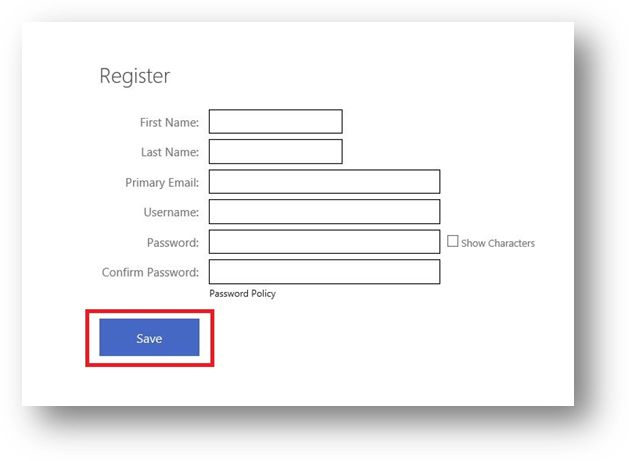 Register
First Name:
Last Name:
Primary Email:
Username:
Password:
Show Characters
Confirm Password:
Password Policy
Save